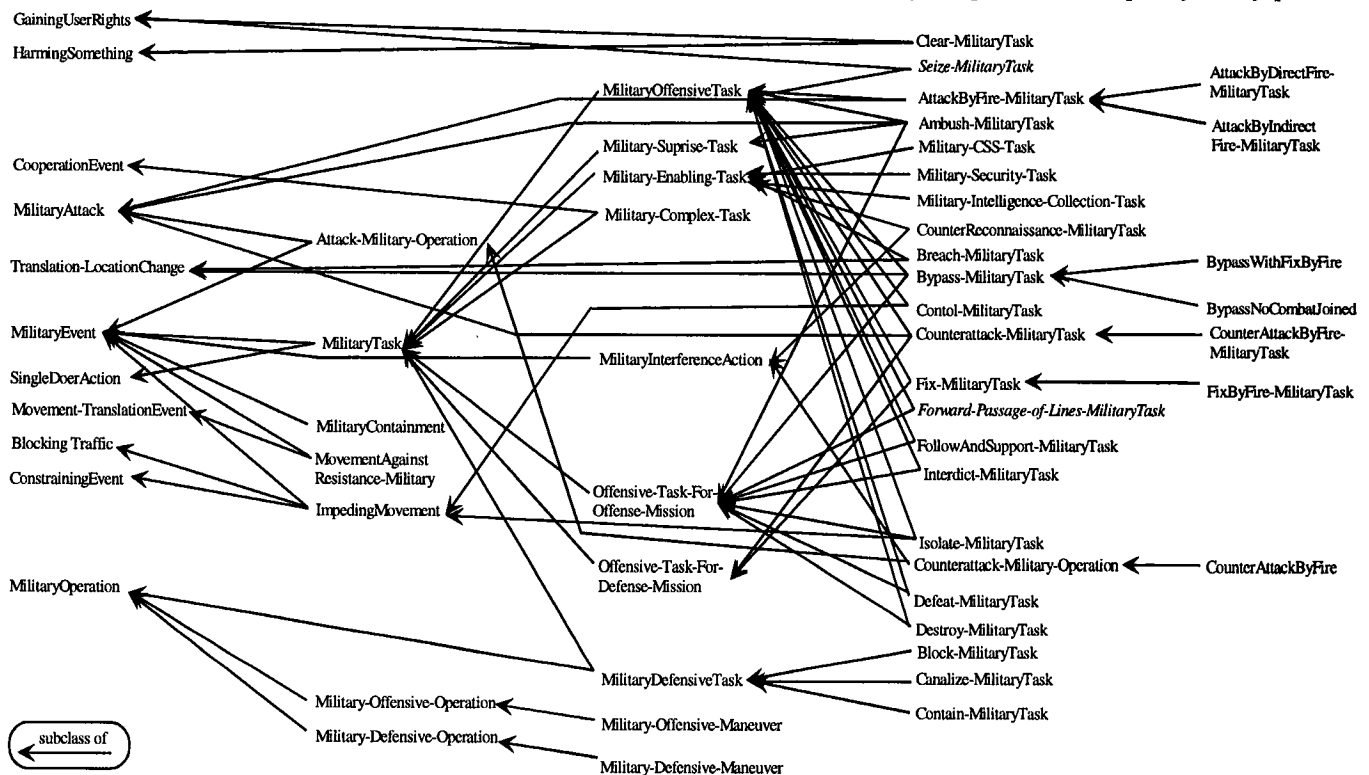 GainingUserRights
HarmingSomething
CooperationEvent
MilitaryAttack
Translation-LocationChange
MilitaryEvent
SingleDoerAction
Movement-TranslationEvent
Blocking Traffic
ConstrainingEvent
MilitaryOperation
subclass of
Attack-Military-Operation
MilitaryTask
MilitaryContainment
MovementAgainst
Resistance-Military
ImpedingMovement
Military-Offensive-Operation
Military-Defensive-Operation
MilitaryOffensiveTask
Military-Suprise-Task
Military-Enabling-Task
Military-Complex-Task
MilitaryInterferenceAction
Offensive-Task-For-
Offense-Mission
Offensive-Task-For-
Defense-Mission
MilitaryDefensiveTask
Military-Offensive-Maneuver
Military-Defensive-Maneuver
Clear-MilitaryTask
Seize-MilitaryTask
AttackByFire-MilitaryTask
Ambush-MilitaryTask
Military-CSS-Task
Military-Security-Task
Military-Intelligence-Collection-Task
CounterReconnaissance-MilitaryTask
Breach-MilitaryTask
Bypass-MilitaryTask
Contol-MilitaryTask
Counterattack-MilitaryTask
Fix-MilitaryTask
Forward-Passage-of-Lines-MilitaryTask
FollowAndSupport-MilitaryTask
Interdict-MilitaryTask
Isolate-MilitaryTask
Counterattack-Military-Operation
Defeat-MilitaryTask
Destroy-MilitaryTask
Block-MilitaryTask
Canalize-MilitaryTask
Contain-MilitaryTask
AttackByDirectFire-
MilitaryTask
AttackByIndirect
Fire-MilitaryTask
BypassWithFixByFire
BypassNoCombatJoined
CounterAttackByFire-
MilitaryTask
FixByFire-MilitaryTask
CounterAttackByFire